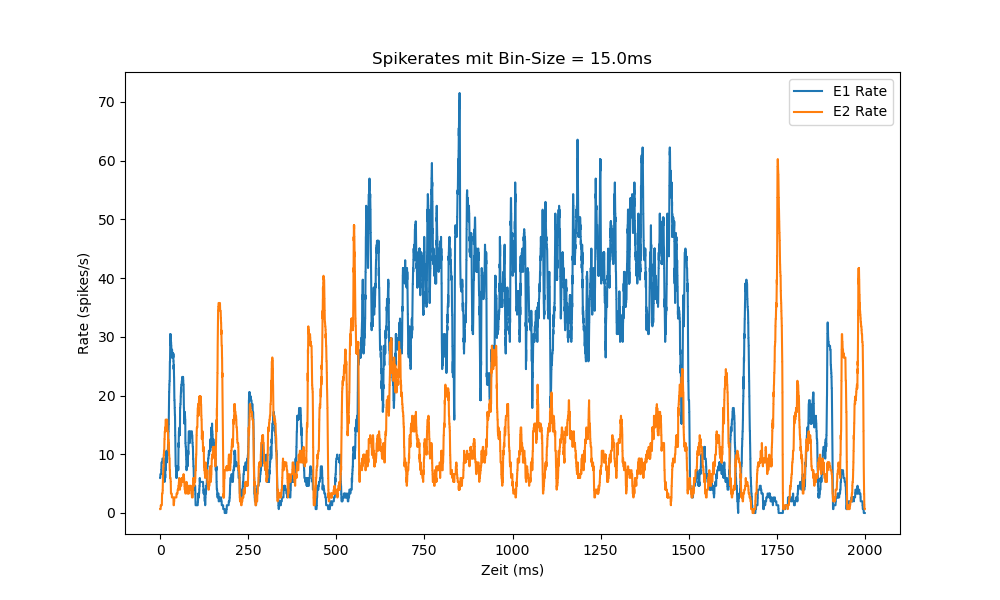 Spikerates mit Bin-Size = 15.0ms
E1 Rate
E2 Rate
70
60
50
40
30
20
10
0
Rate (spikes/s)
0 250 500 750 1000 1250 1500 1750 2000
Zeit (ms)